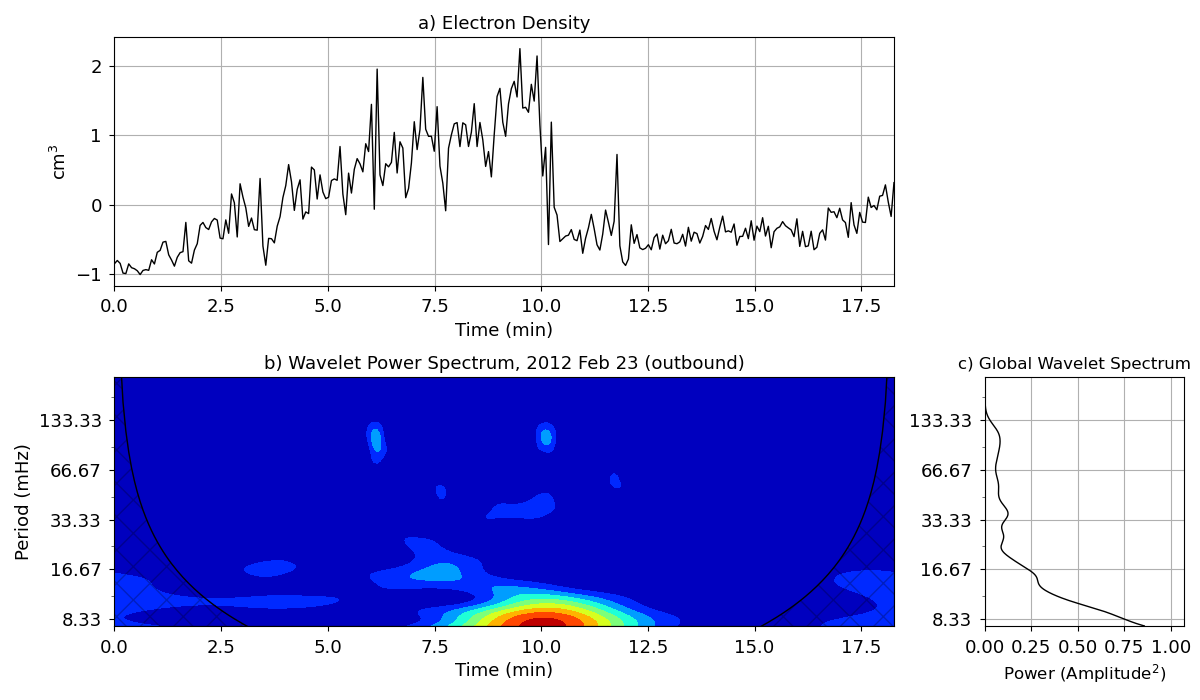 a) Electron Density
cm³
2
1
0
−1
0.0 2.5 5.0 7.5 10.0 12.5 15.0 17.5
Time (min)
b) Wavelet Power Spectrum, 2012 Feb 23 (outbound)
Period (mHz)
133.33
66.67
33.33
16.67
8.33
0.0 2.5 5.0 7.5 10.0 12.5 15.0 17.5
Time (min)
c) Global Wavelet Spectrum
133.33
66.67
33.33
16.67
8.33
0.00 0.25 0.50 0.75 1.00
Power (Amplitude²)